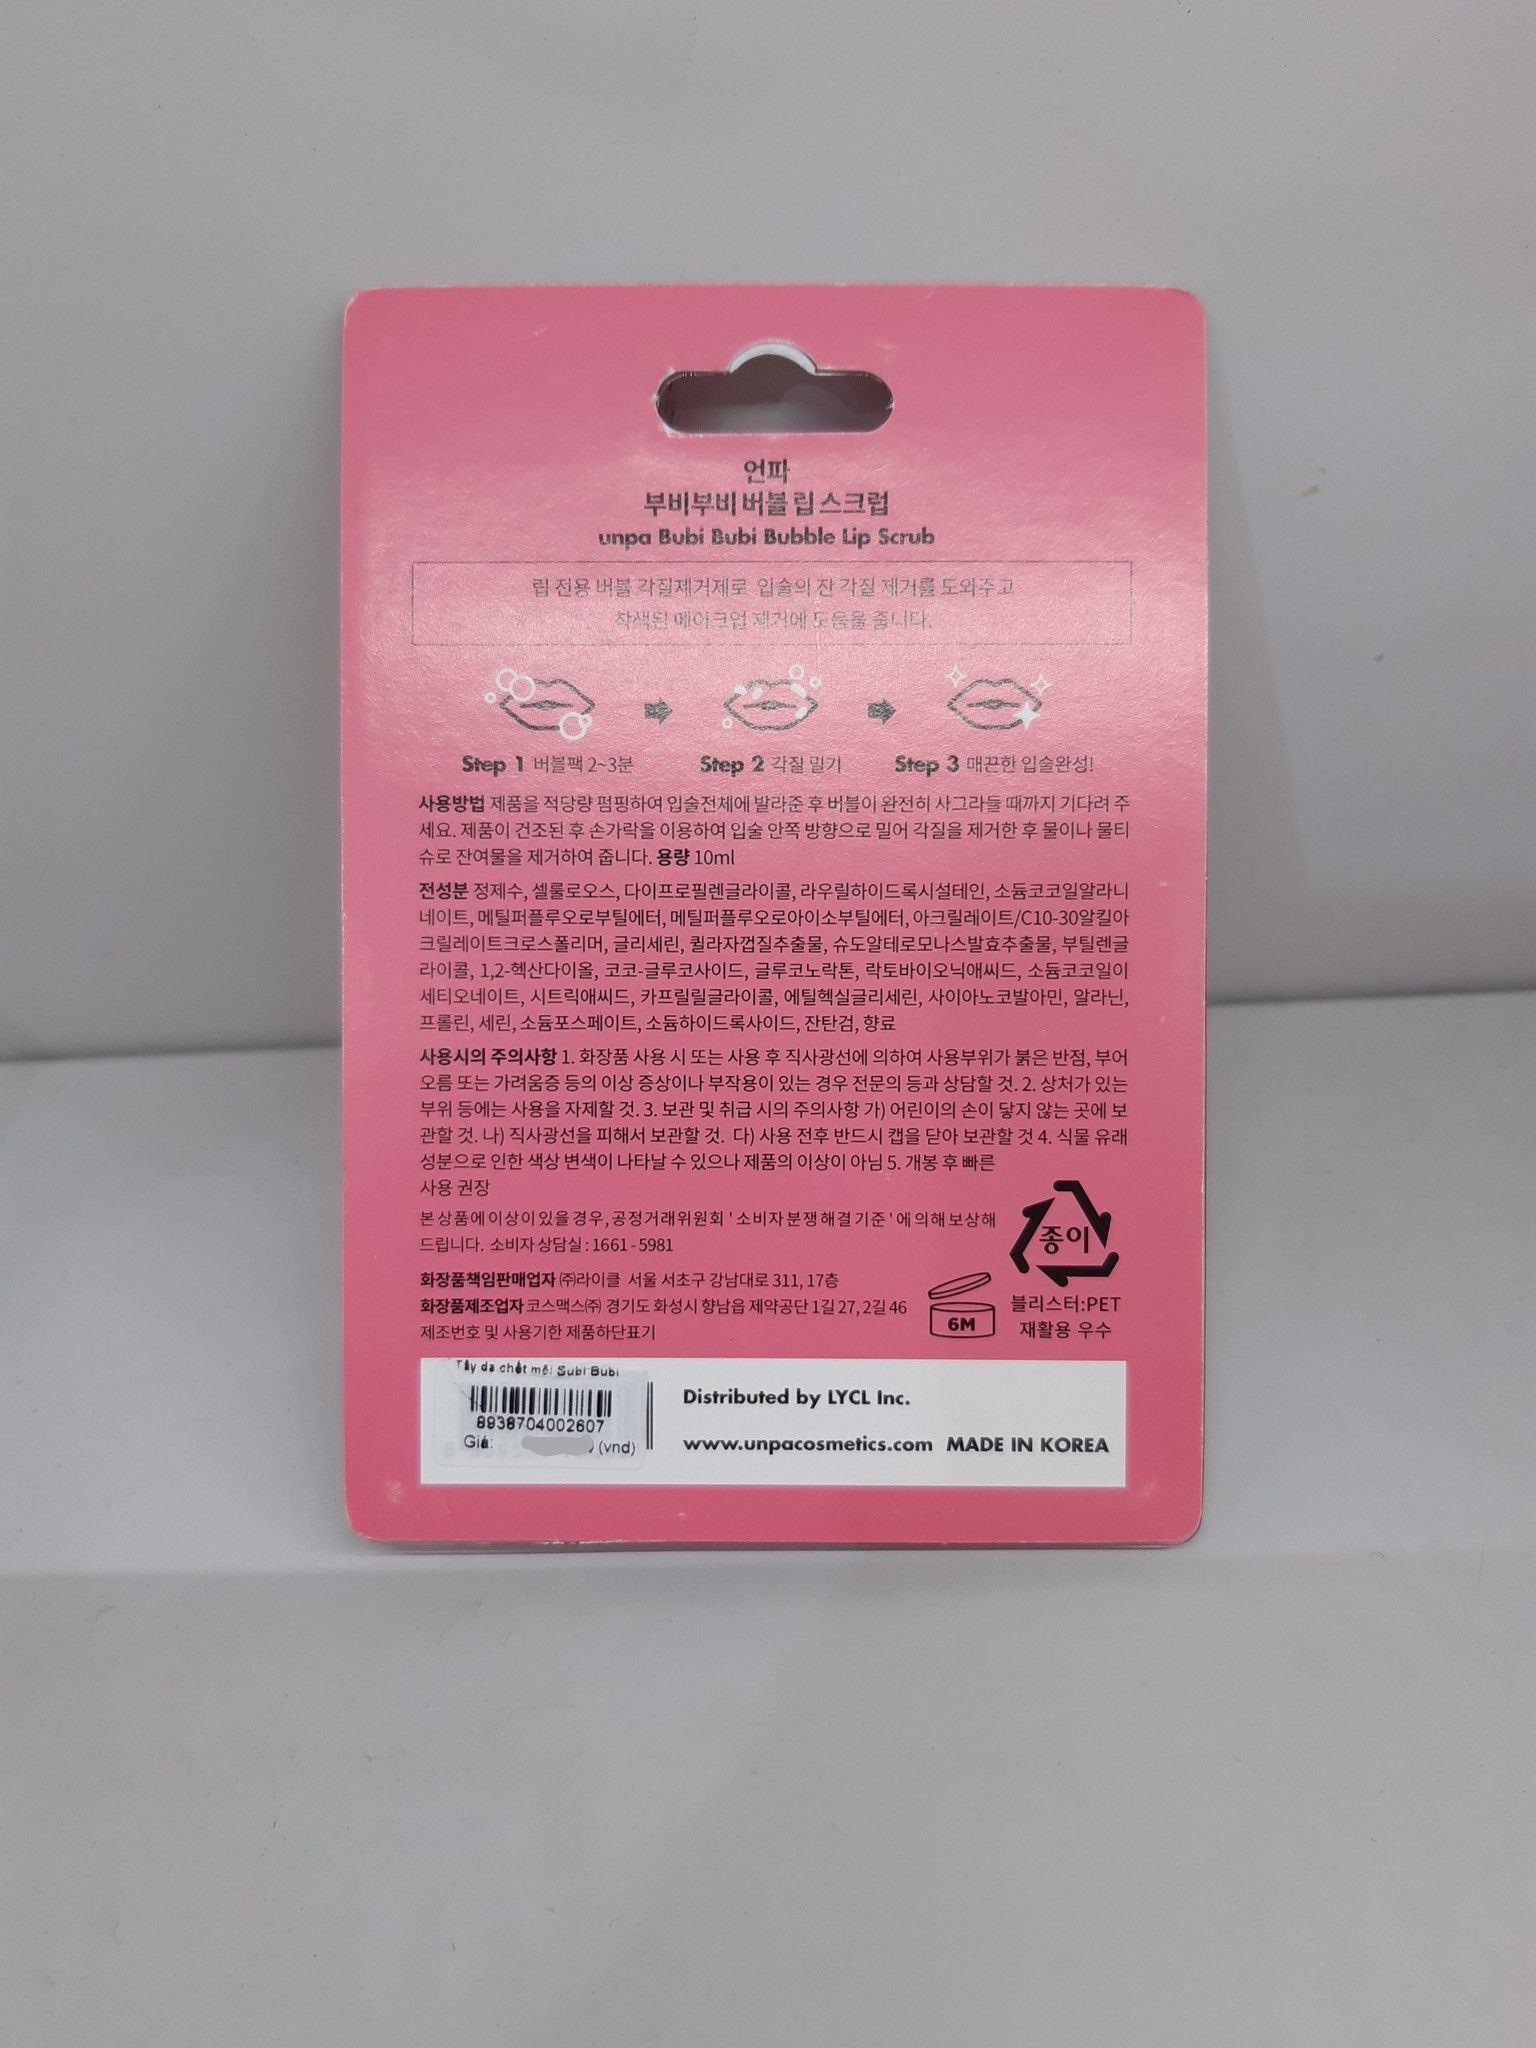 언파
부비부비 버블 립 스크럽
unpa Bubi Bubi Bubble Lip Scrub
립 전용 버블 각질제거제로 입술의 잔 각질 제거를 도와주고
착색된 메이크업 제거에 도움을 줍니다.
Step 1 버블팩 2~3분 Step 2 각질 밀기 Step 3 매끈한 입술완성!
사용방법 제품을 적당량 펌핑하여 입술전체에 발라준 후 버블이 완전히 사그라들 때까지 기다려 주
세요. 제품이 건조된 후 손가락을 이용하여 입술 안쪽 방향으로 밀어 각질을 제거한 후 물이나 물티
슈로 잔여물을 제거하여 줍니다. 용량 10ml
전성분 정제수, 셀룰로오스, 다이프로필렌글라이콜, 라우릴하이드록시설테인, 소듐코코일알라니
네이트, 메틸퍼플루오로부틸에터, 메틸퍼플루오로아이소부틸에터, 아크릴레이트/C10-30알킬아
크릴레이트크로스폴리머, 글리세린, 퀼라자껍질추출물, 슈도알테로모나스발효추출물, 부틸렌글
라이콜, 1,2-헥산다이올, 코코-글루코사이드, 글루코노락톤, 락토바이오닉애씨드, 소듐코코일이
세티오네이트, 시트릭애씨드, 카프릴릴글라이콜, 에틸헥실글리세린, 사이아노코발아민, 알라닌,
프롤린, 세린, 소듐포스페이트, 소듐하이드록사이드, 잔탄검, 향료
사용시의 주의사항 1. 화장품 사용 시 또는 사용 후 직사광선에 의하여 사용부위가 붉은 반점, 부어
오름 또는 가려움증 등의 이상 증상이나 부작용이 있는 경우 전문의 등과 상담할 것. 2. 상처가 있는
부위 등에는 사용을 자제할 것. 3. 보관 및 취급 시의 주의사항 가) 어린이의 손이 닿지 않는 곳에 보
관할 것. 나) 직사광선을 피해서 보관할 것. 다) 사용 전후 반드시 캡을 닫아 보관할 것 4. 식물 유래
성분으로 인한 색상 변색이 나타날 수 있으나 제품의 이상이 아님 5. 개봉 후 빠른
사용 권장
본 상품에 이상이 있을 경우, 공정거래위원회 '소비자 분쟁 해결 기준'에 의해 보상해
드립니다. 소비자 상담실 : 1661 - 5981
종이
블리스터:PET
재활용 우수
화장품책임판매업자 ㈜라이클 서울 서초구 강남대로 311, 17층
화장품제조업자 코스맥스㈜ 경기도 화성시 향남읍 제약공단 1길 27, 2길 46
제조번호 및 사용기한 제품하단표기
6M
Tẩy da chết môi Subi Bubi
8938704002607
Giá: (vnd)
Distributed by LYCL Inc.
www.unpacosmetics.com MADE IN KOREA